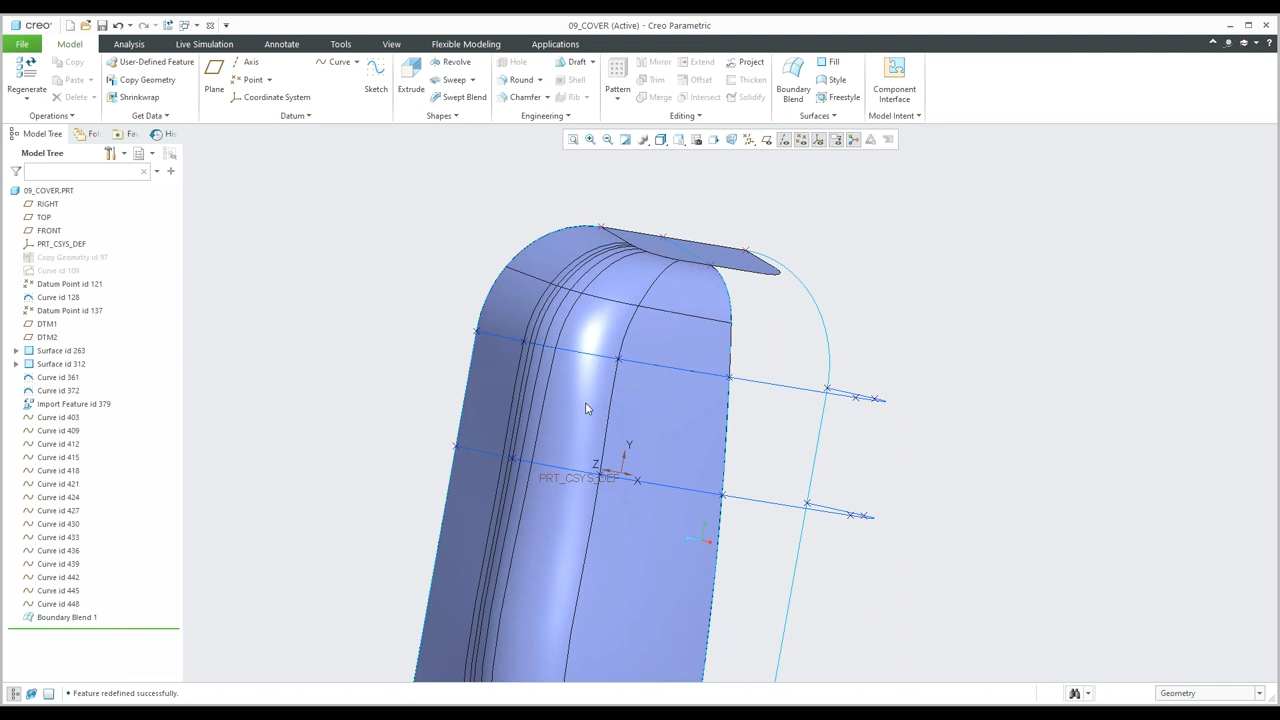 creo
09_COVER (Active) - Creo Parametric
File Model Analysis Live Simulation Annotate Tools View Flexible Modeling Applications
Regenerate
Copy
Paste
Delete
Operations
User-Defined Feature
Copy Geometry
Shrinkwrap
Get Data
Plane
Axis
Point
Coordinate System
Curve
Sketch
Datum
Extrude
Revolve
Sweep
Swept Blend
Shapes
Hole
Round
Chamfer
Draft
Shell
Rib
Engineering
Pattern
Mirror
Trim
Merge
Extend
Offset
Intersect
Project
Thicken
Solidify
Editing
Boundary
Blend
Fill
Style
Freestyle
Surfaces
Component
Interface
Model Intent
Model Tree Fol Fa His
Model Tree
09_COVER.PRT
RIGHT
TOP
FRONT
PRT_CSYS_DEF
Copy Geometry id 97
Curve id 109
Datum Point id 121
Curve id 128
Datum Point id 137
DTM1
DTM2
Surface id 263
Surface id 312
Curve id 361
Curve id 372
Import Feature id 379
Curve id 403
Curve id 409
Curve id 412
Curve id 415
Curve id 418
Curve id 421
Curve id 424
Curve id 427
Curve id 430
Curve id 433
Curve id 436
Curve id 439
Curve id 442
Curve id 445
Curve id 448
Boundary Blend 1
Y
Z
PRT_CSYS_DEF
• Feature redefined successfully.
Geometry